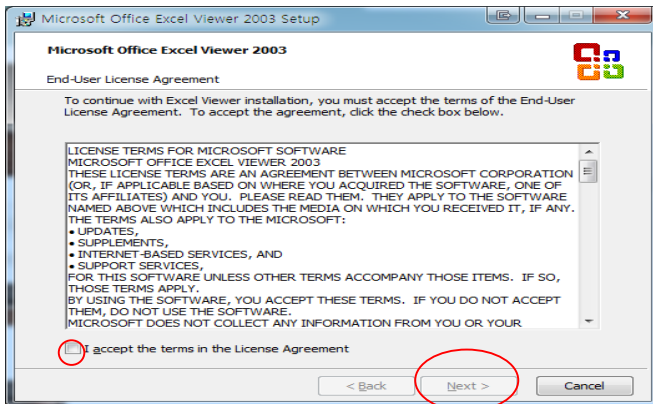 Microsoft Office Excel Viewer 2003 Setup
Microsoft Office Excel Viewer 2003
End-User License Agreement
To continue with Excel Viewer installation, you must accept the terms of the End-User
License Agreement. To accept the agreement, click the check box below.
LICENSE TERMS FOR MICROSOFT SOFTWARE
MICROSOFT OFFICE EXCEL VIEWER 2003
THESE LICENSE TERMS ARE AN AGREEMENT BETWEEN MICROSOFT CORPORATION
(OR, IF APPLICABLE BASED ON WHERE YOU ACQUIRED THE SOFTWARE, ONE OF
ITS AFFILIATES) AND YOU. PLEASE READ THEM. THEY APPLY TO THE SOFTWARE
NAMED ABOVE WHICH INCLUDES THE MEDIA ON WHICH YOU RECEIVED IT, IF ANY.
THE TERMS ALSO APPLY TO THE MICROSOFT:
• UPDATES,
• SUPPLEMENTS,
• INTERNET-BASED SERVICES, AND
• SUPPORT SERVICES,
FOR THIS SOFTWARE UNLESS OTHER TERMS ACCOMPANY THOSE ITEMS. IF SO,
THOSE TERMS APPLY.
BY USING THE SOFTWARE, YOU ACCEPT THESE TERMS. IF YOU DO NOT ACCEPT
THEM, DO NOT USE THE SOFTWARE.
MICROSOFT DOES NOT COLLECT ANY INFORMATION FROM YOU OR YOUR
I accept the terms in the License Agreement
< Back Next > Cancel